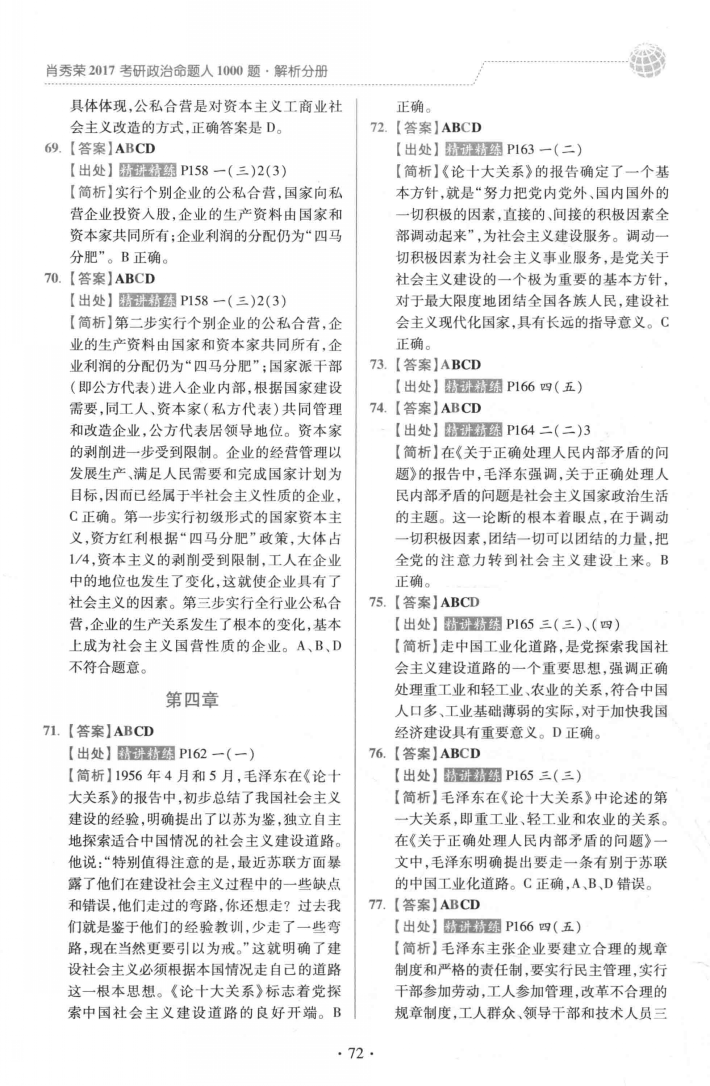 肖秀荣2017考研政治命题人1000题·解析分册
具体体现,公私合营是对资本主义工商业社
会主义改造的方式,正确答案是D。
69.【答案】ABCD
【出处】精讲精练 P158 一(三)2(3)
【简析】实行个别企业的公私合营,国家向私
营企业投资入股,企业的生产资料由国家和
资本家共同所有;企业利润的分配仍为“四马
分肥”。B正确。
70.【答案】ABCD
【出处】精讲精练 P158 一(三)2(3)
【简析】第二步实行个别企业的公私合营,企
业的生产资料由国家和资本家共同所有,企
业利润的分配仍为“四马分肥”;国家派干部
(即公方代表)进入企业内部,根据国家建设
需要,同工人、资本家(私方代表)共同管理
和改造企业,公方代表居领导地位。资本家
的剥削进一步受到限制。企业的经营管理以
发展生产、满足人民需要和完成国家计划为
目标,因而已经属于半社会主义性质的企业,
C正确。第一步实行初级形式的国家资本主
义,资方红利根据“四马分肥”政策,大体占
1/4,资本主义的剥削受到限制,工人在企业
中的地位也发生了变化,这就使企业具有了
社会主义的因素。第三步实行全行业公私合
营,企业的生产关系发生了根本的变化,基本
上成为社会主义国营性质的企业。A、B、D
不符合题意。
第四章
71.【答案】ABCD
【出处】精讲精练 P162 一(一)
【简析】1956年4月和5月,毛泽东在《论十
大关系》的报告中,初步总结了我国社会主义
建设的经验,明确提出了以苏为鉴,独立自主
地探索适合中国情况的社会主义建设道路。
他说:“特别值得注意的是,最近苏联方面暴
露了他们在建设社会主义过程中的一些缺点
和错误,他们走过的弯路,你还想走?过去我
们就是鉴于他们的经验教训,少走了一些弯
路,现在当然更要引以为戒。”这就明确了建
设社会主义必须根据本国情况走自己的道路
这一根本思想。《论十大关系》标志着党探
索中国社会主义建设道路的良好开端。B
正确。
72.【答案】ABCD
【出处】精讲精练 P163 一(二)
【简析】《论十大关系》的报告确定了一个基
本方针,就是“努力把党内党外、国内国外的
一切积极的因素,直接的、间接的积极因素全
部调动起来”,为社会主义建设服务。调动一
切积极因素为社会主义事业服务,是党关于
社会主义建设的一个极为重要的基本方针,
对于最大限度地团结全国各族人民,建设社
会主义现代化国家,具有长远的指导意义。C
正确。
73.【答案】ABCD
【出处】精讲精练 P166 四(五)
74.【答案】ABCD
【出处】精讲精练 P164 二(二)3
【简析】在《关于正确处理人民内部矛盾的问
题》的报告中,毛泽东强调,关于正确处理人
民内部矛盾的问题是社会主义国家政治生活
的主题。这一论断的根本着眼点,在于调动
一切积极因素,团结一切可以团结的力量,把
全党的注意力转到社会主义建设上来。B
正确。
75.【答案】ABCD
【出处】精讲精练 P165 三(三)、(四)
【简析】走中国工业化道路,是党探索我国社
会主义建设道路的一个重要思想,强调正确
处理重工业和轻工业、农业的关系,符合中国
人口多、工业基础薄弱的实际,对于加快我国
经济建设具有重要意义。D正确。
76.【答案】ABCD
【出处】精讲精练 P165 三(三)
【简析】毛泽东在《论十大关系》中论述的第
一大关系,即重工业、轻工业和农业的关系。
在《关于正确处理人民内部矛盾的问题》一
文中,毛泽东明确提出要走一条有别于苏联
的中国工业化道路。C正确,A、B、D错误。
77.【答案】ABCD
【出处】精讲精练 P166 四(五)
【简析】毛泽东主张企业要建立合理的规章
制度和严格的责任制,要实行民主管理,实行
干部参加劳动,工人参加管理,改革不合理的
规章制度,工人群众、领导干部和技术人员三
·72·